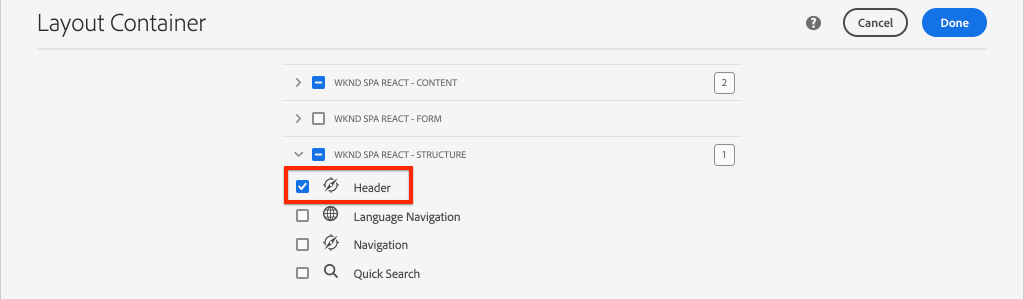 Layout Container
?
Cancel
Done
WKND SPA REACT - CONTENT
2
WKND SPA REACT - FORM
WKND SPA REACT - STRUCTURE
1
Header
Language Navigation
Navigation
Quick Search